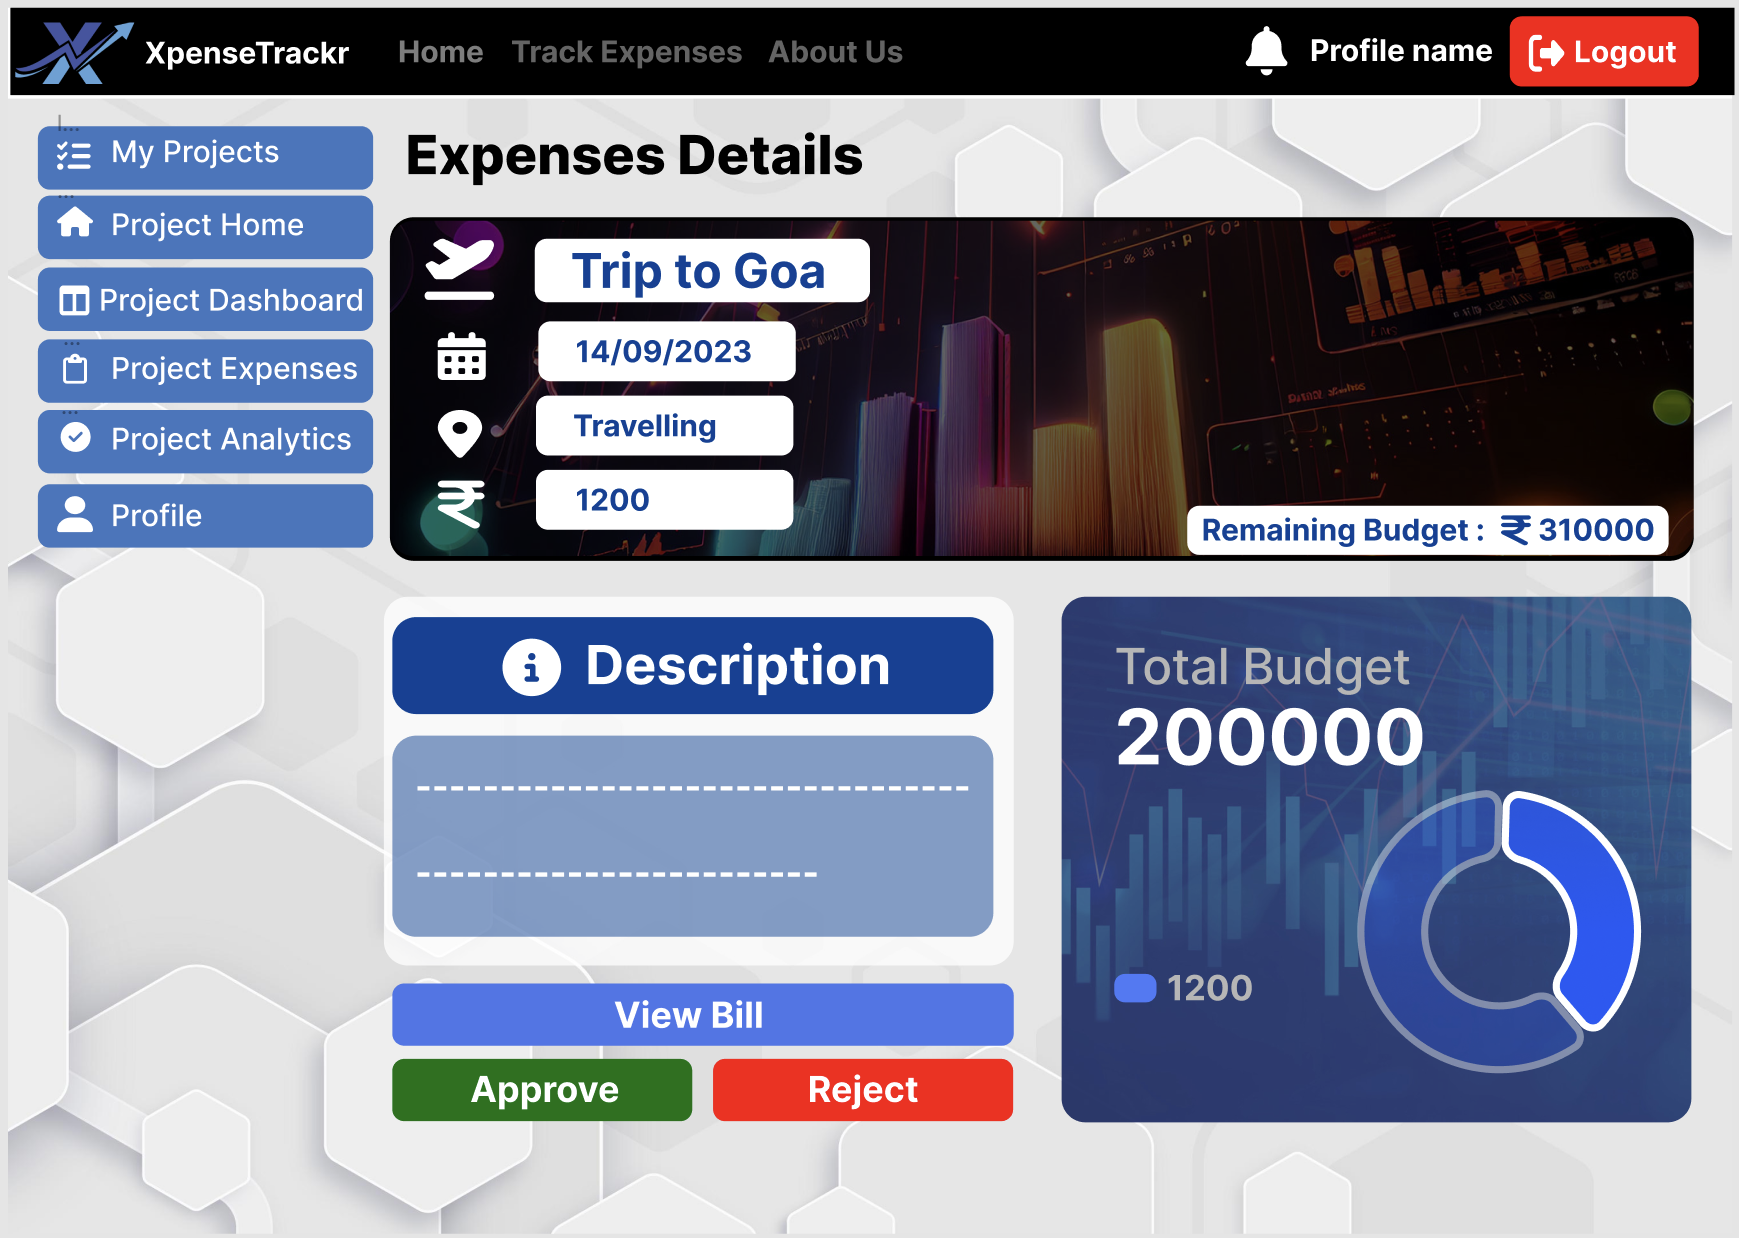 XpenseTrackr
Home Track Expenses About Us
Profile name
Logout
My Projects
Project Home
Project Dashboard
Project Expenses
Project Analytics
Profile
Expenses Details
Trip to Goa
14/09/2023
Travelling
1200
Remaining Budget : ₹ 310000
Description
View Bill
Approve
Reject
Total Budget
200000
1200